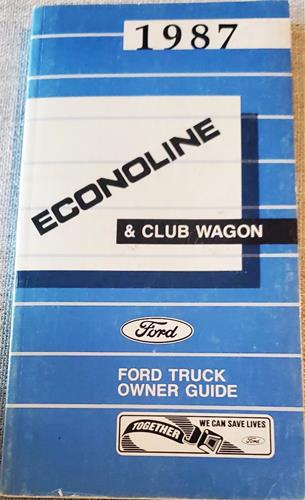 1987
ECONOLINE
& CLUB WAGON
Ford
FORD TRUCK
OWNER GUIDE
TOGETHER
WE CAN SAVE LIVES
Ford